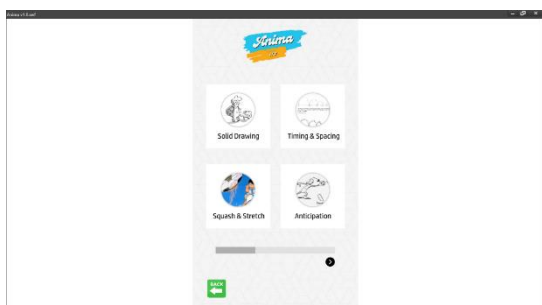 Anima
Solid Drawing
Timing & Spacing
Squash & Stretch
Anticipation
BACK